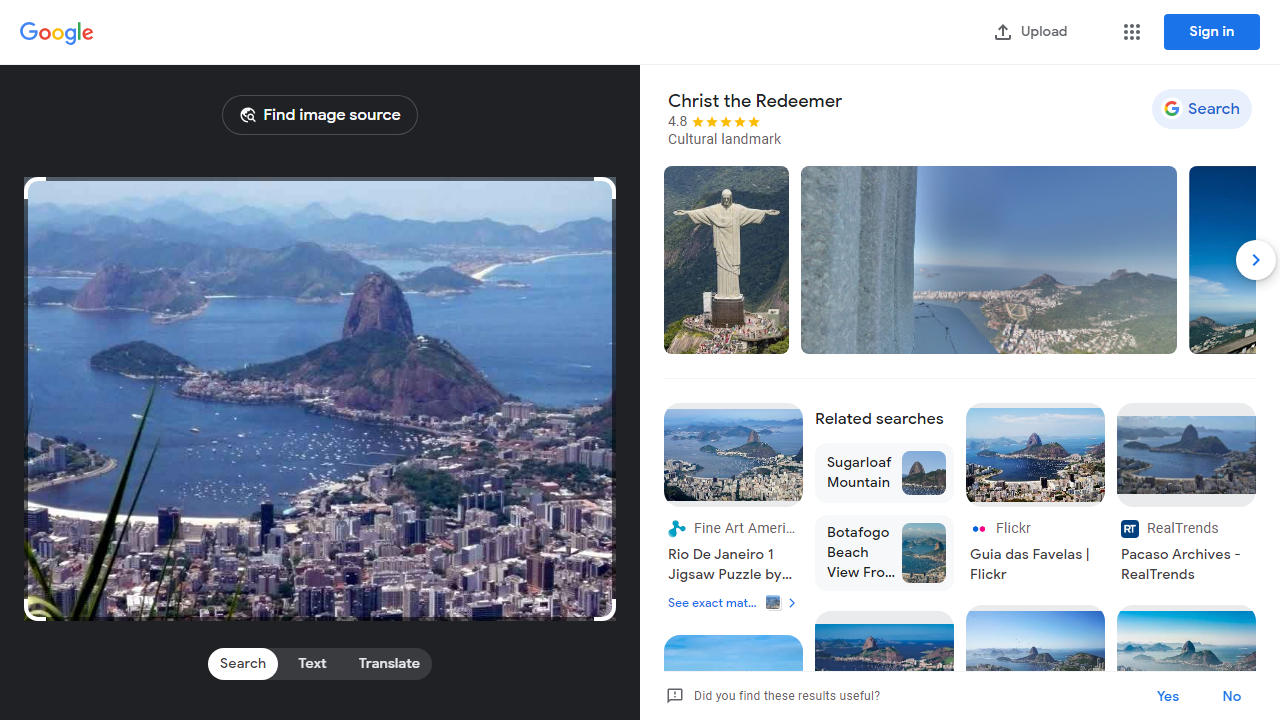 Google
Upload
Sign in
Find image source
Search
Text
Translate
Christ the Redeemer
4.8
Cultural landmark
Search
Fine Art Ameri...
Rio De Janeiro 1
Jigsaw Puzzle by...
See exact mat...
Related searches
Sugarloaf
Mountain
Botafogo
Beach
View Fro...
Flickr
Guia das Favelas |
Flickr
RT
RealTrends
Pacaso Archives -
RealTrends
Did you find these results useful?
Yes
No